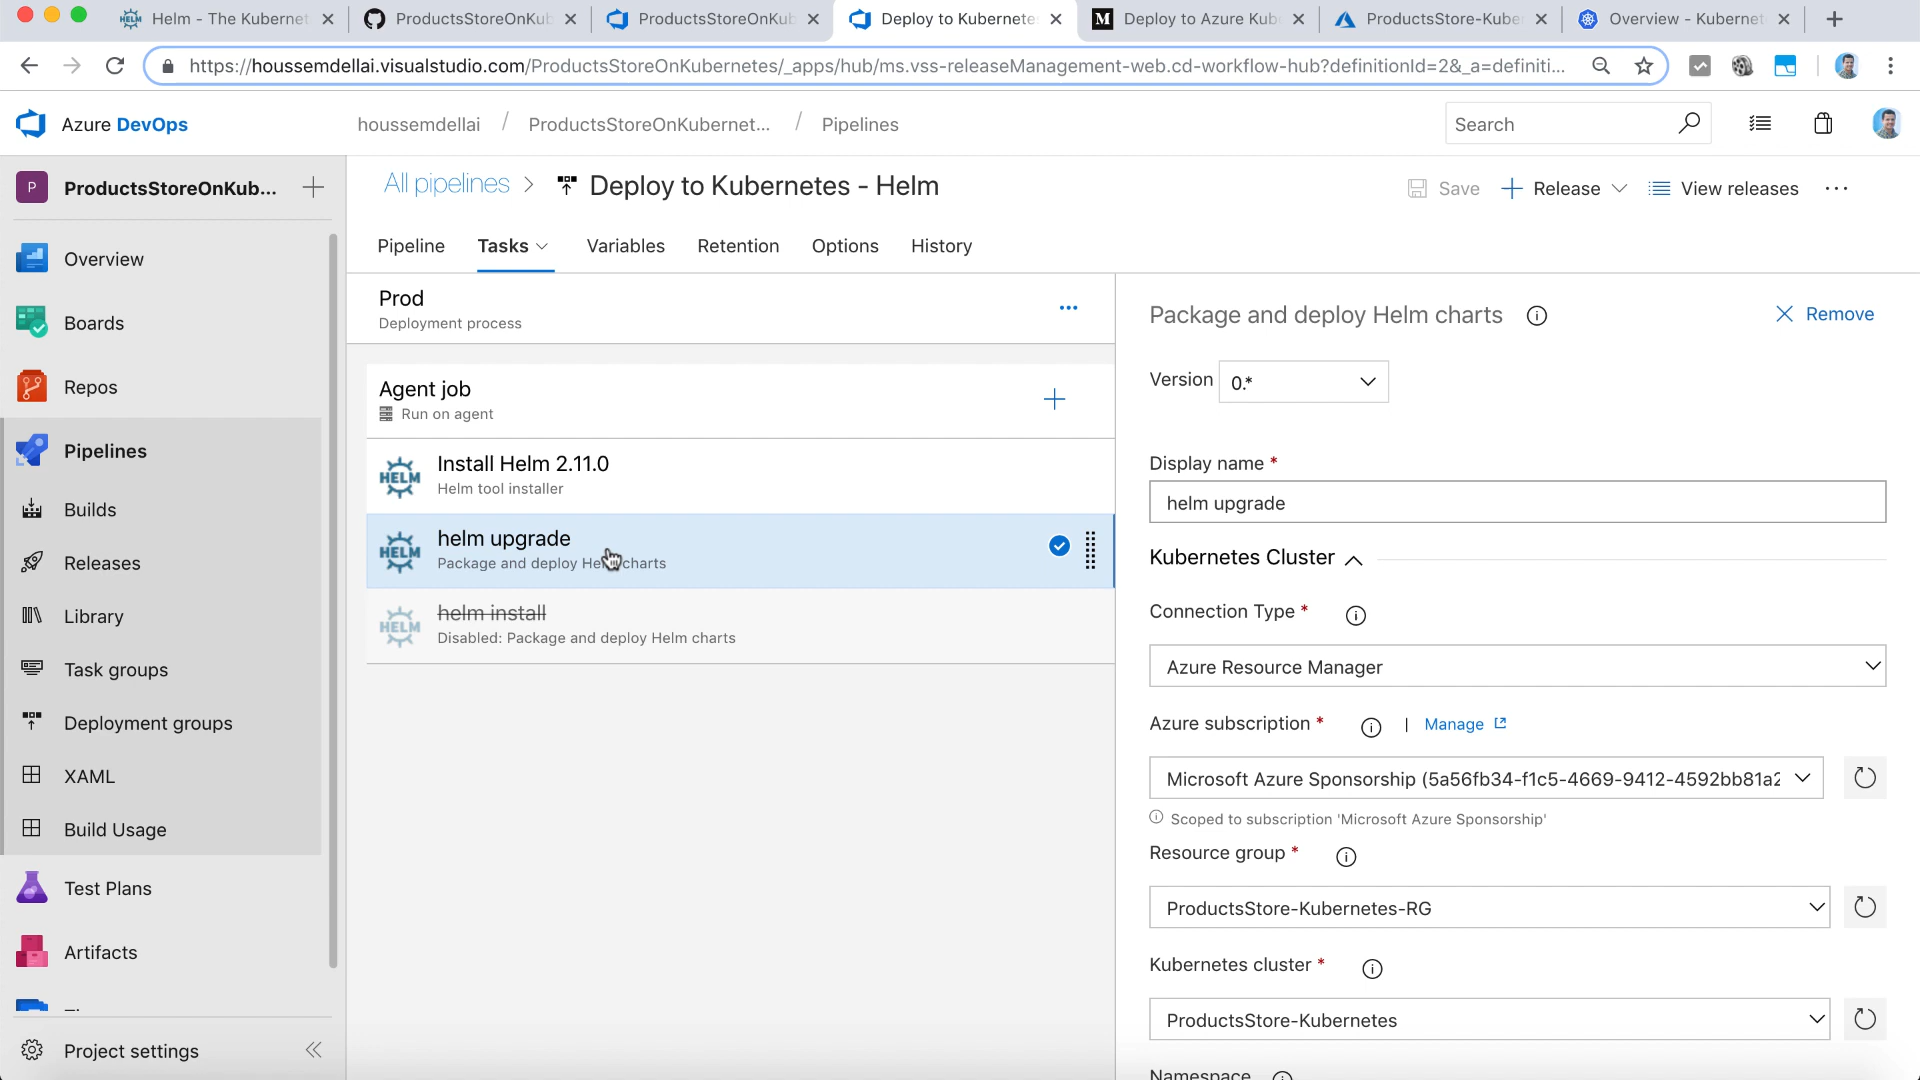 Helm - The Kubernet
ProductsStoreOnKub
ProductsStoreOnKub
Deploy to Kubernete
M
Deploy to Azure Kub
ProductsStore-Kube
Overview - Kubernet
https://houssemdellai.visualstudio.com/ProductsStoreOnKubernetes/_apps/hub/ms.vss-releaseManagement-web.cd-workflow-hub?definitionId=2&_a=definiti...
Azure DevOps
houssemdellai / ProductsStoreOnKubernet... / Pipelines
Search
P
ProductsStoreOnKub...
Overview
Boards
Repos
Pipelines
Builds
Releases
Library
Task groups
Deployment groups
XAML
Build Usage
Test Plans
Artifacts
Project settings
All pipelines > Deploy to Kubernetes - Helm
Save
Release
View releases
Pipeline
Tasks
Variables
Retention
Options
History
Prod
Deployment process
Agent job
Run on agent
HELM
Install Helm 2.11.0
Helm tool installer
HELM
helm upgrade
Package and deploy Helm charts
HELM
helm install
Disabled: Package and deploy Helm charts
Package and deploy Helm charts
Remove
Version
0.*
Display name *
helm upgrade
Kubernetes Cluster
Connection Type *
Azure Resource Manager
Azure subscription * | Manage
Microsoft Azure Sponsorship (5a56fb34-f1c5-4669-9412-4592bb81a2
Scoped to subscription 'Microsoft Azure Sponsorship'
Resource group *
ProductsStore-Kubernetes-RG
Kubernetes cluster *
ProductsStore-Kubernetes
Namespace